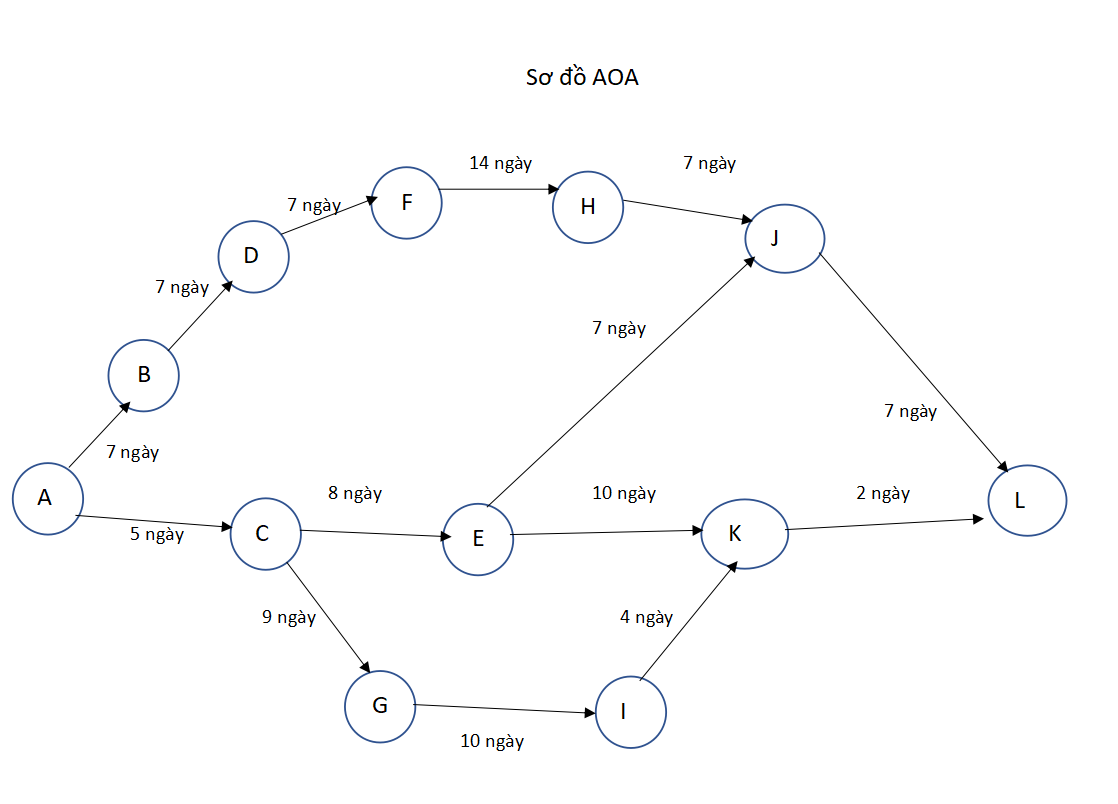 Sơ đồ AOA
14 ngày
7 ngày
F
7 ngày
H
J
D
7 ngày
7 ngày
B
7 ngày
7 ngày
A
8 ngày
10 ngày
2 ngày
L
5 ngày
C
E
K
9 ngày
4 ngày
G
I
10 ngày